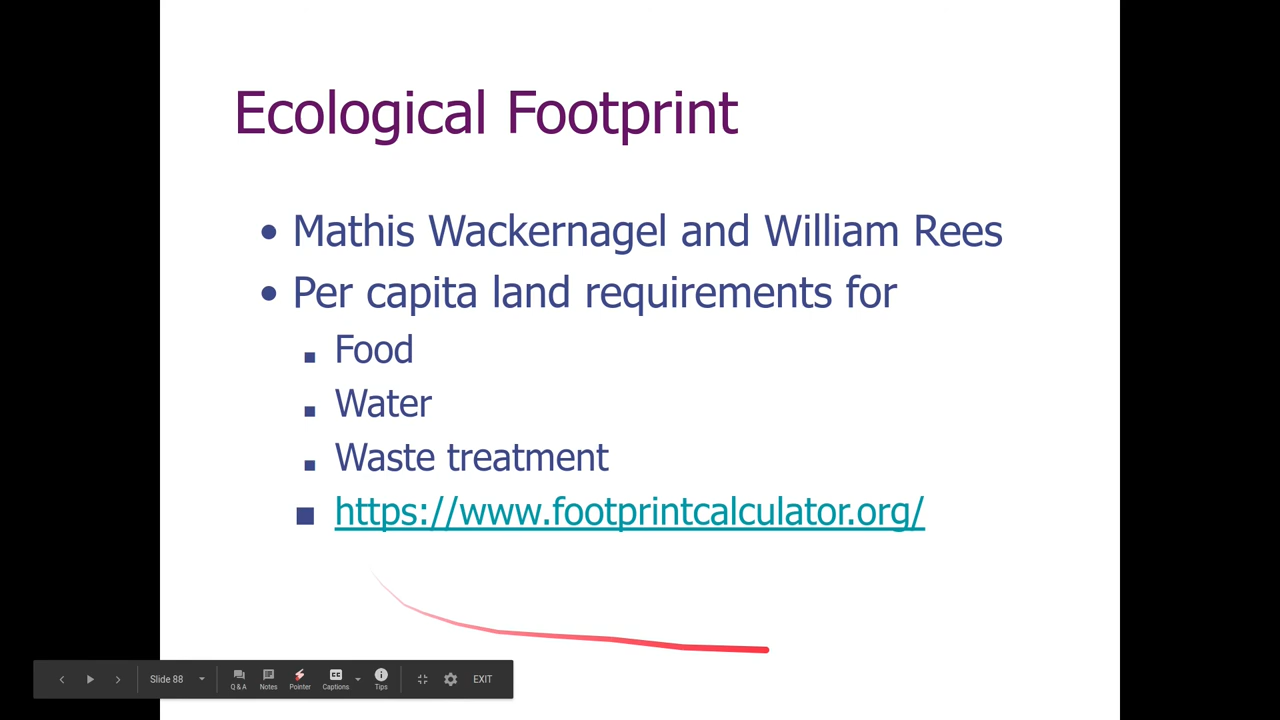 Ecological Footprint
• Mathis Wackernagel and William Rees
• Per capita land requirements for
▪ Food
▪ Water
▪ Waste treatment
▪ https://www.footprintcalculator.org/
Slide 88 Q & A Notes Pointer CC Captions Tips EXIT